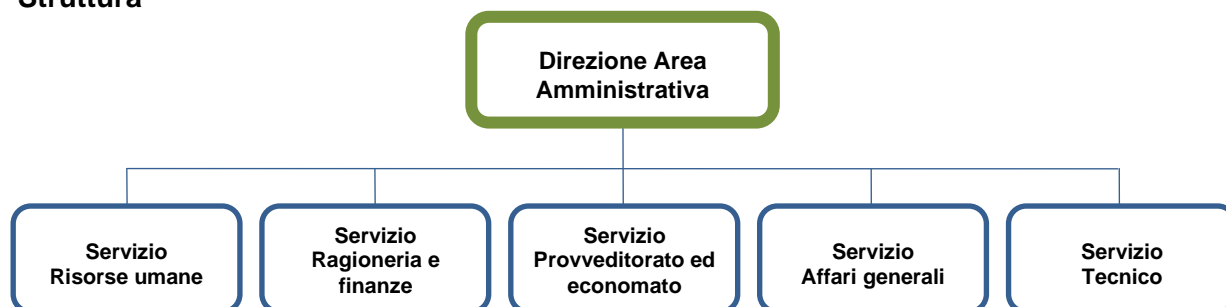 Struttura
Direzione Area
Amministrativa
Servizio
Risorse umane
Servizio
Ragioneria e
finanze
Servizio
Provveditorato ed
economato
Servizio
Affari generali
Servizio
Tecnico